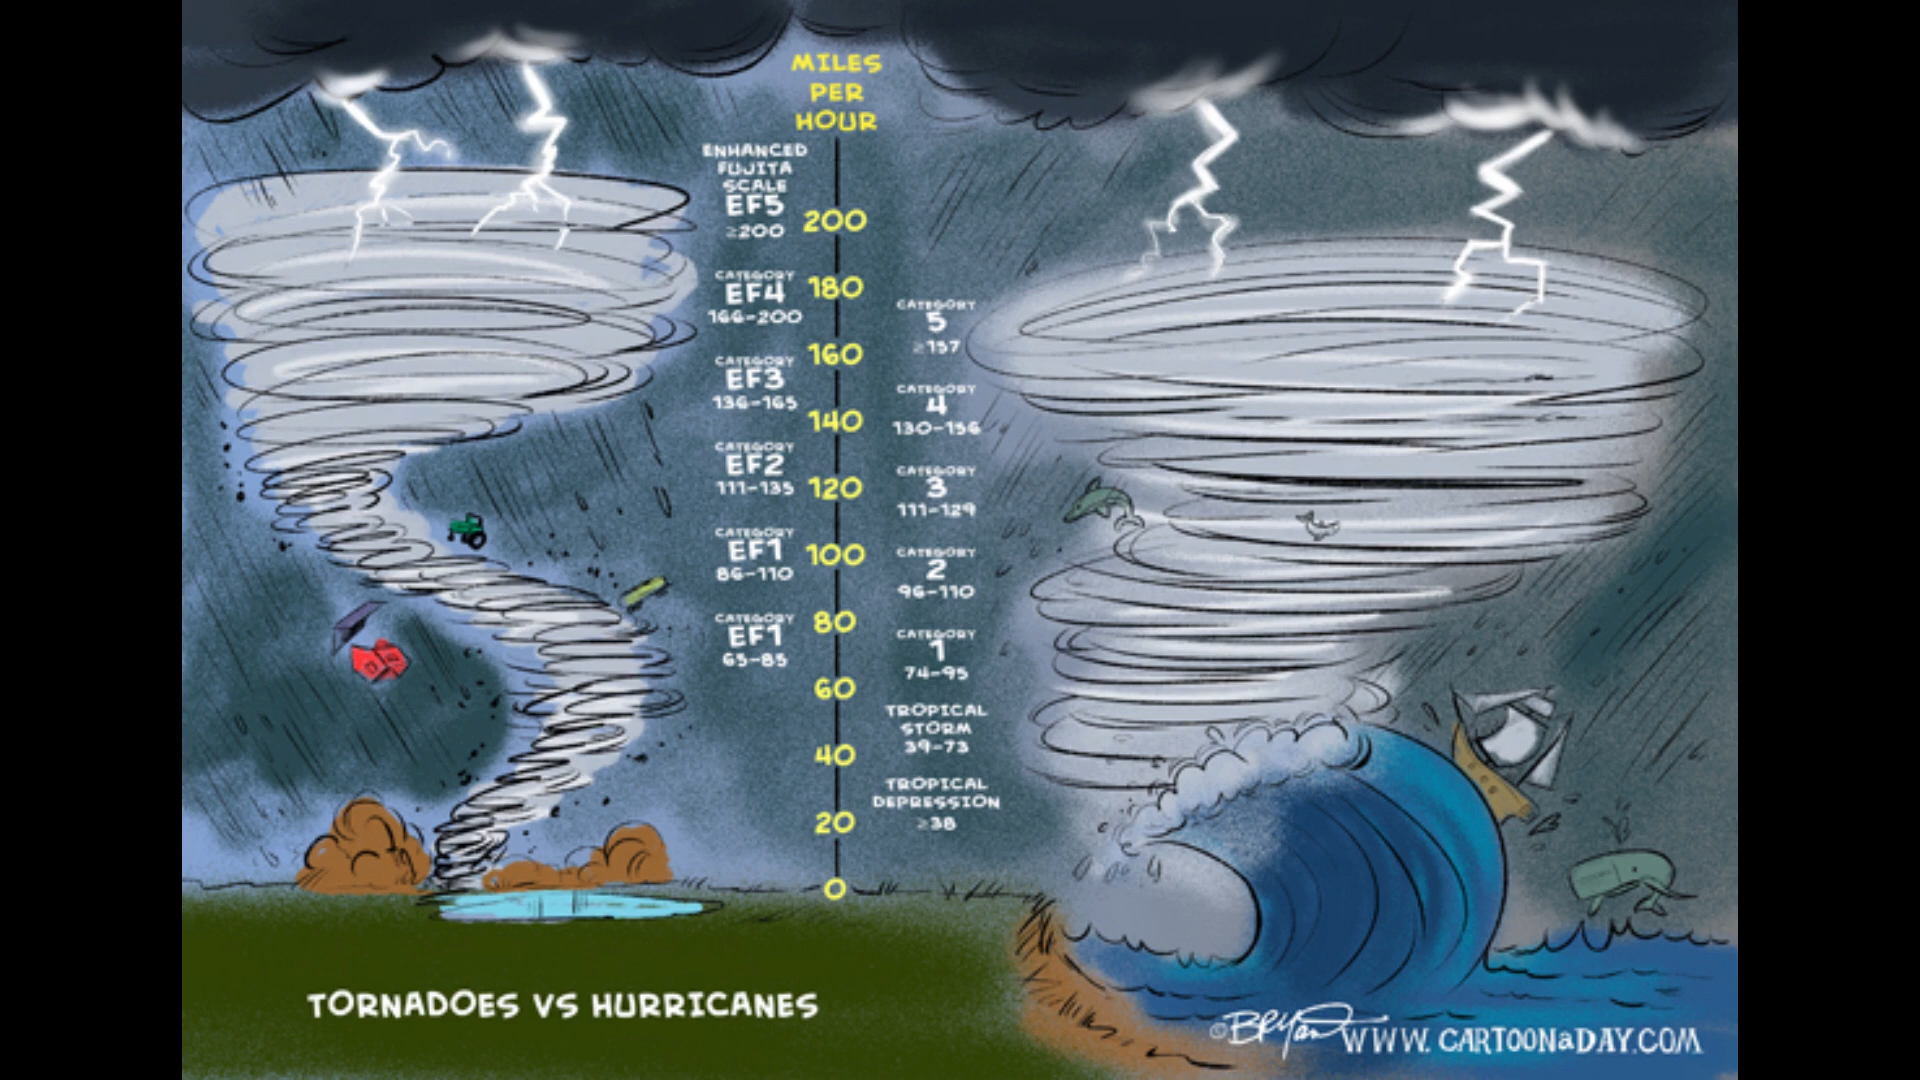 MILES
PER
HOUR
ENHANCED
FUJITA
SCALE
EF5
≥200
CATEGORY
EF4
166-200
CATEGORY
EF3
136-165
CATEGORY
EF2
111-135
CATEGORY
EF1
86-110
CATEGORY
EF1
65-85
200
180
160
140
120
100
80
60
40
20
0
CATEGORY
5
≥157
CATEGORY
4
130-156
CATEGORY
3
111-129
CATEGORY
2
96-110
CATEGORY
1
74-95
TROPICAL
STORM
39-73
TROPICAL
DEPRESSION
≥38
TORNADOES VS HURRICANES
©BRYANT WWW.CARTOONaDAY.COM